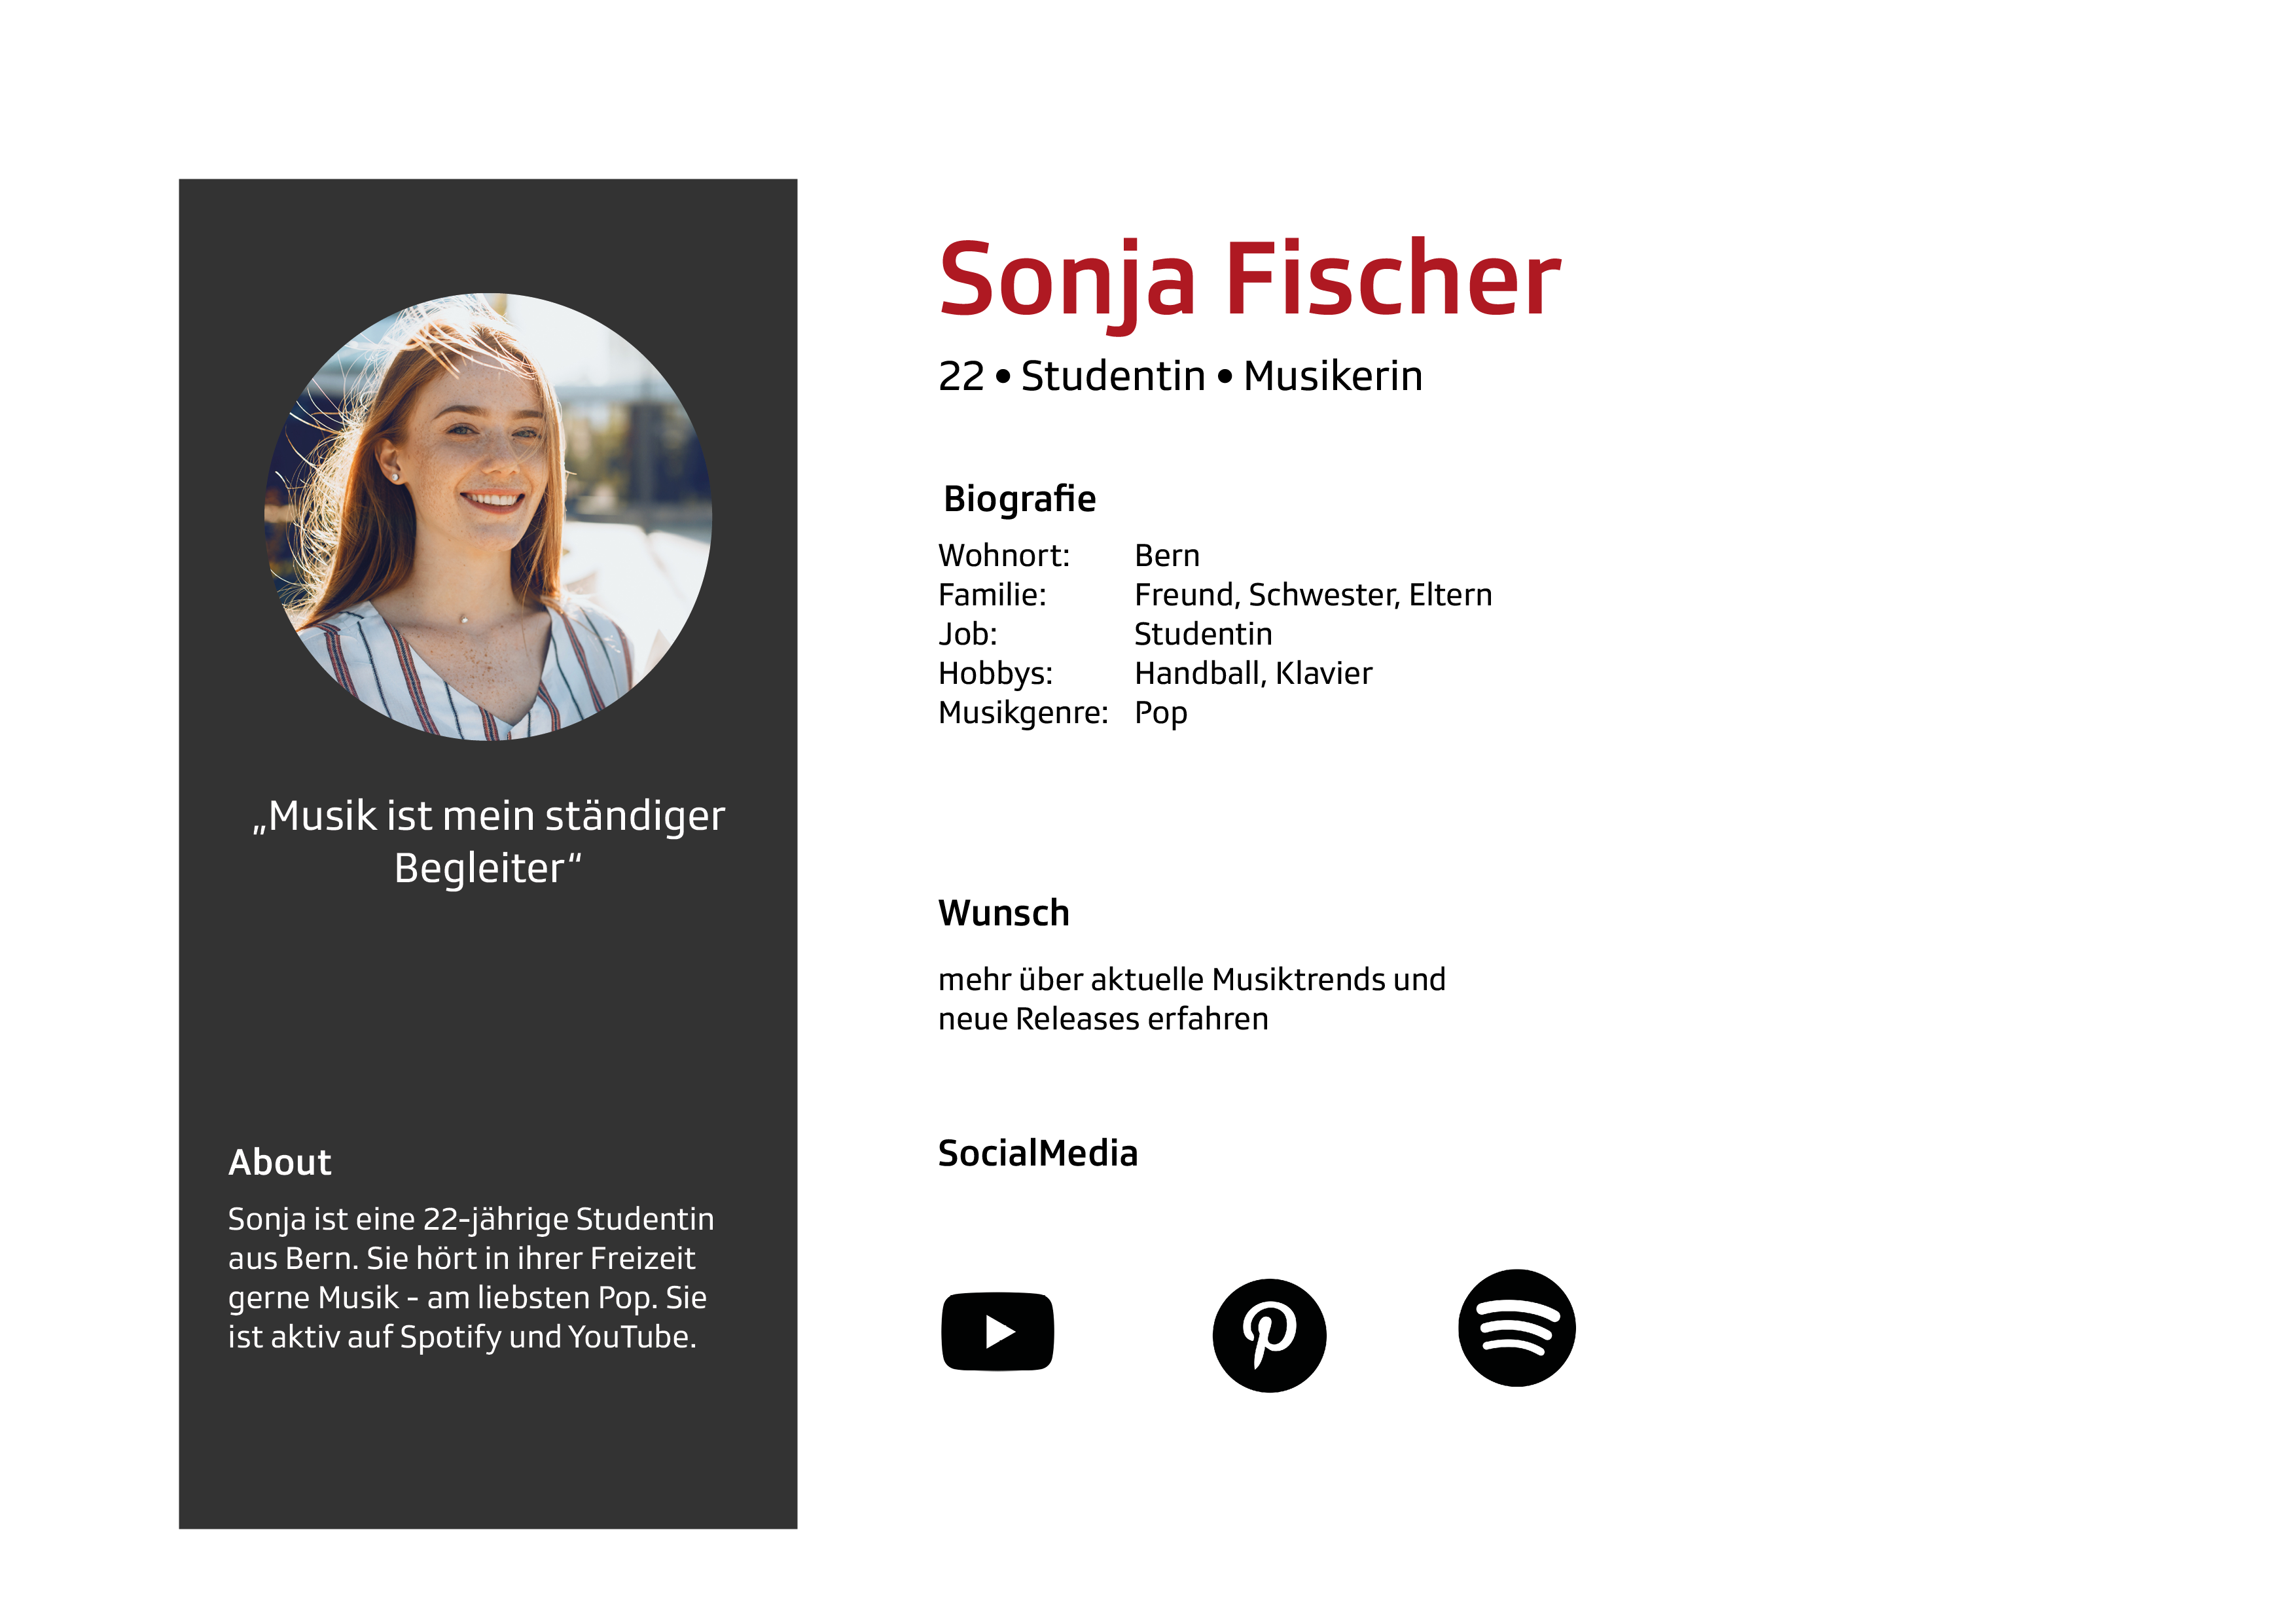 „Musik ist mein ständiger
Begleiter“
About
Sonja ist eine 22-jährige Studentin
aus Bern. Sie hört in ihrer Freizeit
gerne Musik - am liebsten Pop. Sie
ist aktiv auf Spotify und YouTube.
Sonja Fischer
22 • Studentin • Musikerin
Biografie
Wohnort: Bern
Familie: Freund, Schwester, Eltern
Job: Studentin
Hobbys: Handball, Klavier
Musikgenre: Pop
Wunsch
mehr über aktuelle Musiktrends und
neue Releases erfahren
SocialMedia